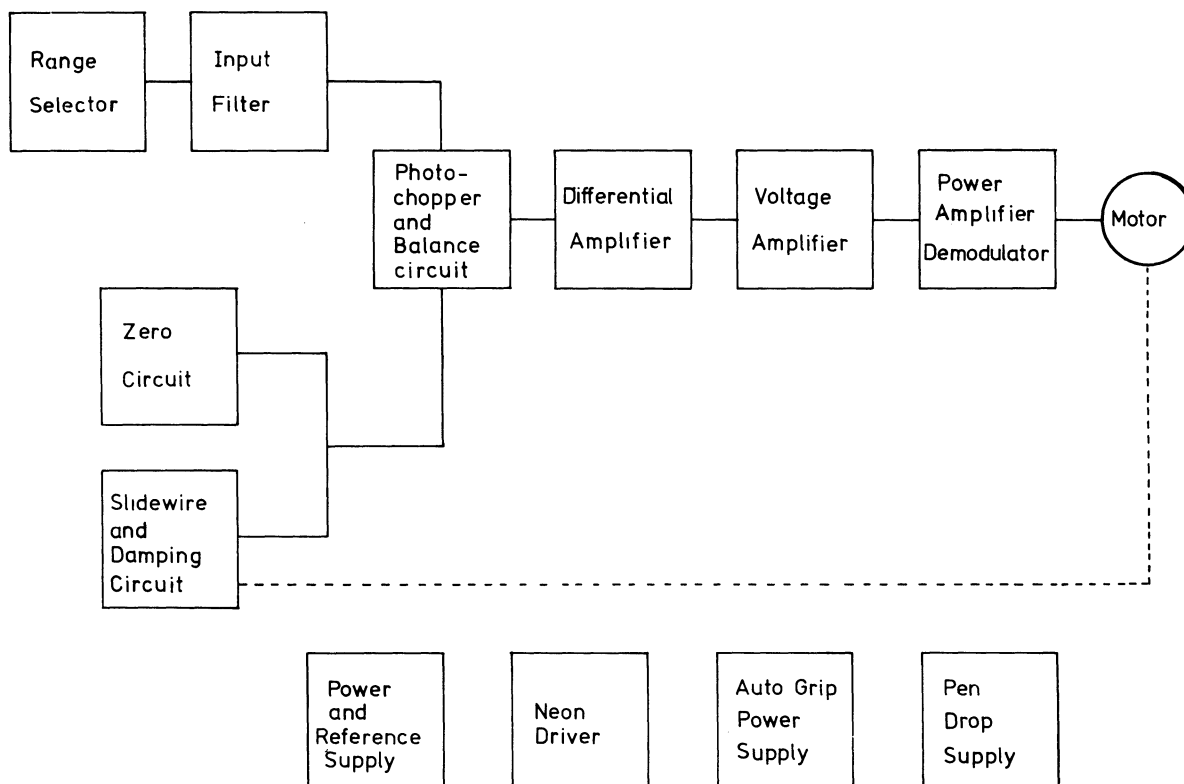 Range
Selector
Input
Filter
Photo-
chopper
and
Balance
circuit
Differential
Amplifier
Voltage
Amplifier
Power
Amplifier
Demodulator
Motor
Zero
Circuit
Slidewire
and
Damping
Circuit
Power
and
Reference
Supply
Neon
Driver
Auto Grip
Power
Supply
Pen
Drop
Supply